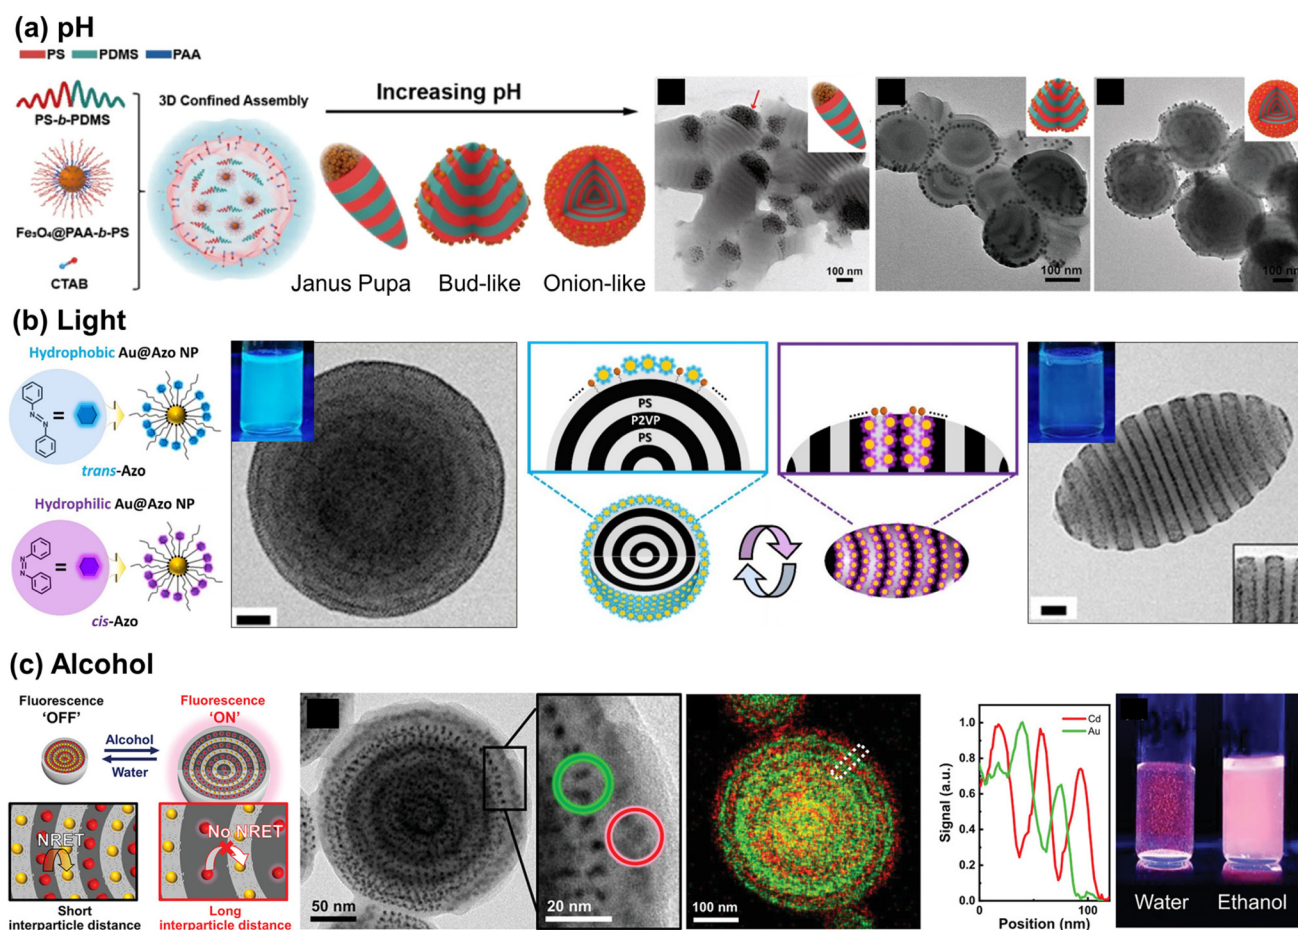 (a) pH
PS PDMS PAA
PS-b-PDMS
Fe₃O₄@PAA-b-PS
CTAB
3D Confined Assembly
Increasing pH
Janus Pupa
Bud-like
Onion-like
100 nm
100 nm
100 nm
(b) Light
Hydrophobic Au@Azo NP
N
N
=
trans-Azo
Hydrophilic Au@Azo NP
N=N
=
cis-Azo
PS
P2VP
PS
(c) Alcohol
Fluorescence
'OFF'
Fluorescence
'ON'
Alcohol
Water
NRET
No NRET
Short
interparticle distance
Long
interparticle distance
50 nm
20 nm
100 nm
Signal (a.u.)
1.0
0.8
0.6
0.4
0.2
0.0
Cd
Au
0
100
Position (nm)
Water
Ethanol